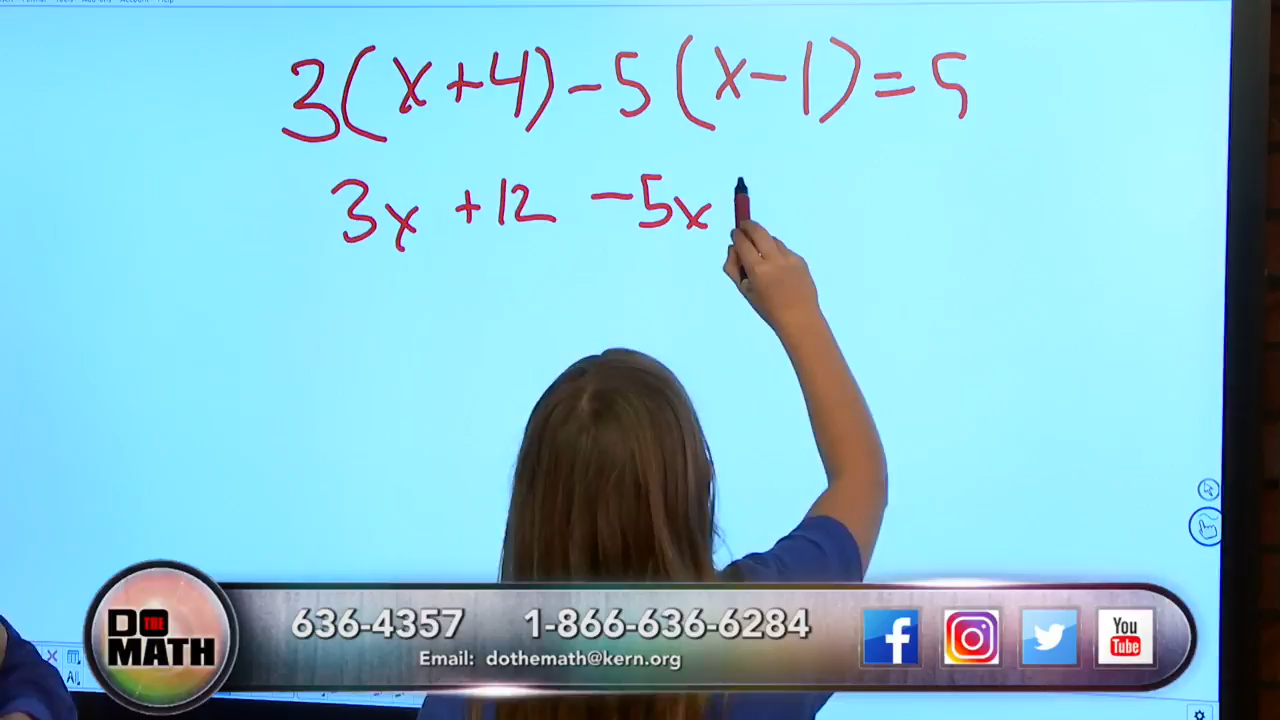 3(x+4)-5(x-1)=5
3x +12 -5x
DO THE MATH
636-4357 1-866-636-6284
Email: dothemath@kern.org
You Tube